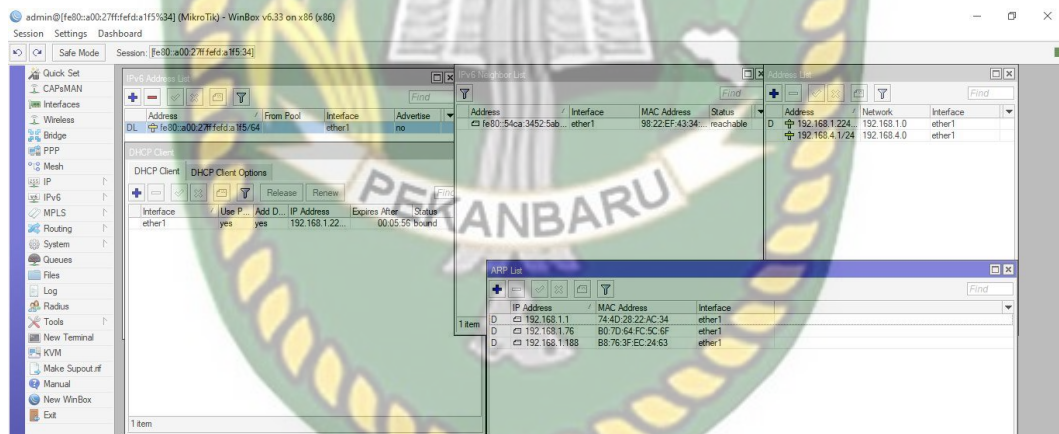 admin@[fe80::a00:27ff:fefd:a1f5%34] (MikroTik) - WinBox v6.33 on x86 (x86)
Session Settings Dashboard
Safe Mode Session: [fe80::a00:27ff:fefd:a1f5:34]
Quick Set
CAPsMAN
Interfaces
Wireless
Bridge
PPP
Mesh
IP
IPv6
MPLS
Routing
System
Queues
Files
Log
Radius
Tools
New Terminal
KVM
Make Supout.rif
Manual
New WinBox
Exit
IPv6 Address List
Find
Address From Pool Interface Advertise
DL fe80::a00:27ff:fefd:a1f5/64 ether1 no
DHCP Client
DHCP Client DHCP Client Options
Release Renew Find
Interface Use P... Add D... IP Address Expires After Status
ether1 yes yes 192.168.1.22... 00:05:56 bound
1 item
IPv6 Neighbor List
Find
Address Interface MAC Address Status
fe80::54ca:3452:5ab... ether1 98:22:EF:43:34:... reachable
1 item
Address List
Find
Address Network Interface
D 192.168.1.224... 192.168.1.0 ether1
192.168.4.1/24 192.168.4.0 ether1
ARP List
Find
IP Address MAC Address Interface
D 192.168.1.1 74:4D:28:22:AC:34 ether1
D 192.168.1.76 B0:7D:64:FC:5C:6F ether1
D 192.168.1.188 B8:76:3F:EC:24:63 ether1
PEKANBARU